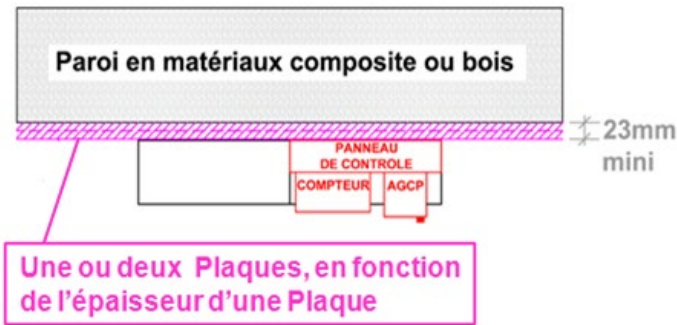 Paroi en matériaux composite ou bois
23mm
mini
PANNEAU
DE CONTROLE
COMPTEUR AGCP
Une ou deux Plaques, en fonction
de l'épaisseur d'une Plaque